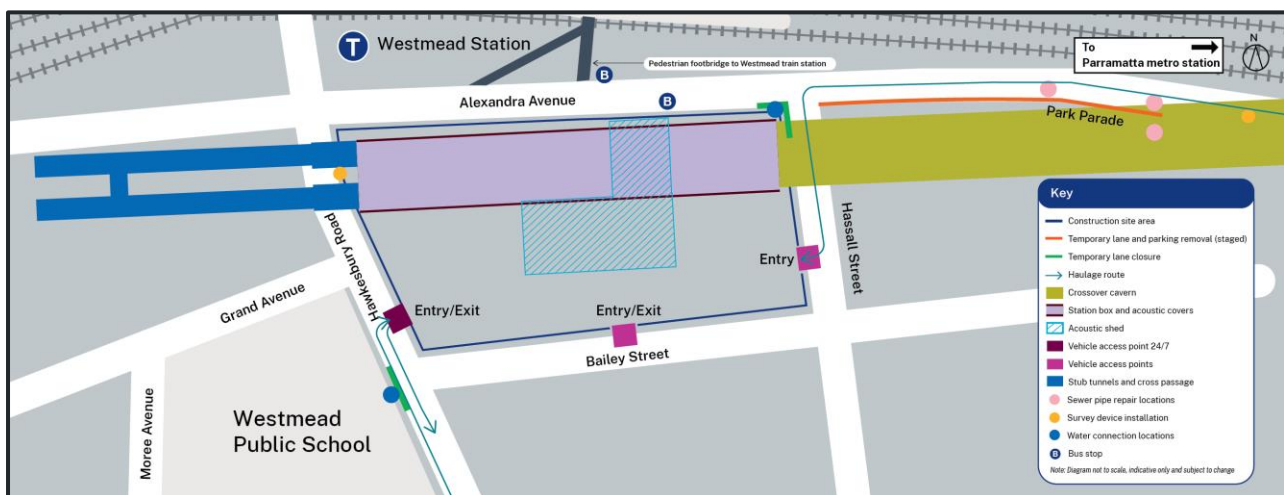 T
Westmead Station
B
Pedestrian footbridge to Westmead train station
To
Parramatta metro station
N
Alexandra Avenue
B
Park Parade
Hawkesbury Road
Hassall Street
Entry
Grand Avenue
Entry/Exit
Entry/Exit
Bailey Street
Moree Avenue
Westmead
Public School
Key
Construction site area
Temporary lane and parking removal (staged)
Temporary lane closure
Haulage route
Crossover cavern
Station box and acoustic covers
Acoustic shed
Vehicle access point 24/7
Vehicle access points
Stub tunnels and cross passage
Sewer pipe repair locations
Survey device installation
Water connection locations
B Bus stop
Note: Diagram not to scale, indicative only and subject to change